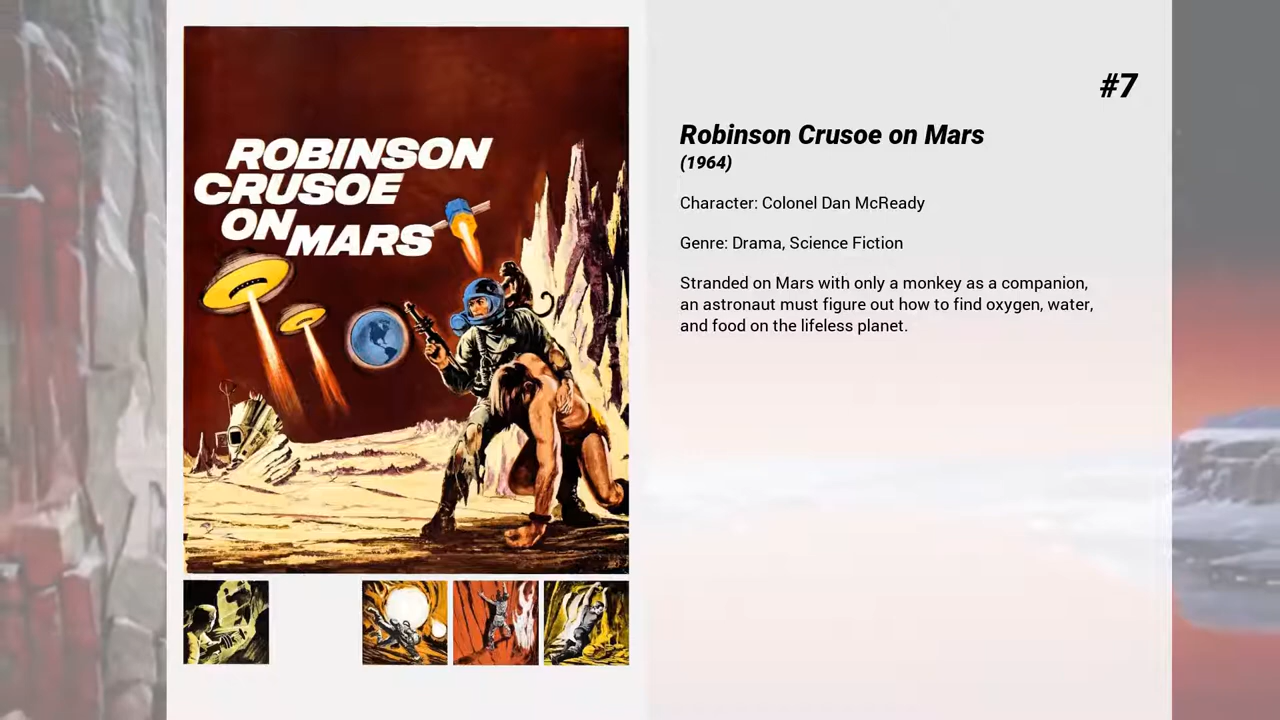 ROBINSON
CRUSOE
ON MARS
#7
Robinson Crusoe on Mars
(1964)
Character: Colonel Dan McReady
Genre: Drama, Science Fiction
Stranded on Mars with only a monkey as a companion,
an astronaut must figure out how to find oxygen, water,
and food on the lifeless planet.